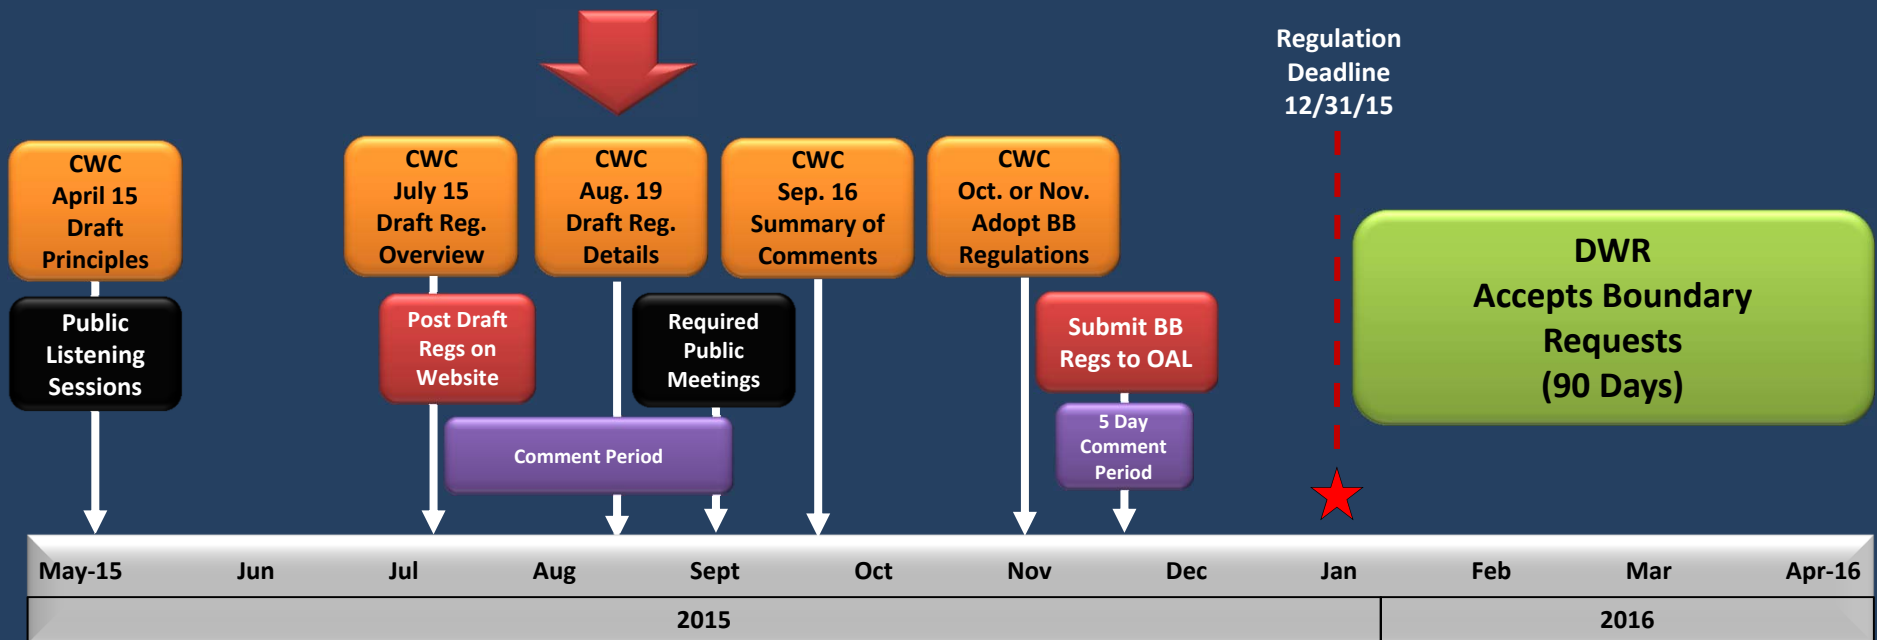 Regulation
Deadline
12/31/15
CWC
April 15
Draft
Principles
Public
Listening
Sessions
CWC
July 15
Draft Reg.
Overview
Post Draft
Regs on
Website
CWC
Aug. 19
Draft Reg.
Details
Required
Public
Meetings
Comment Period
CWC
Sep. 16
Summary of
Comments
CWC
Oct. or Nov.
Adopt BB
Regulations
Submit BB
Regs to OAL
5 Day
Comment
Period
DWR
Accepts Boundary
Requests
(90 Days)
May-15 Jun Jul Aug Sept Oct Nov Dec Jan Feb Mar Apr-16
2015 2016